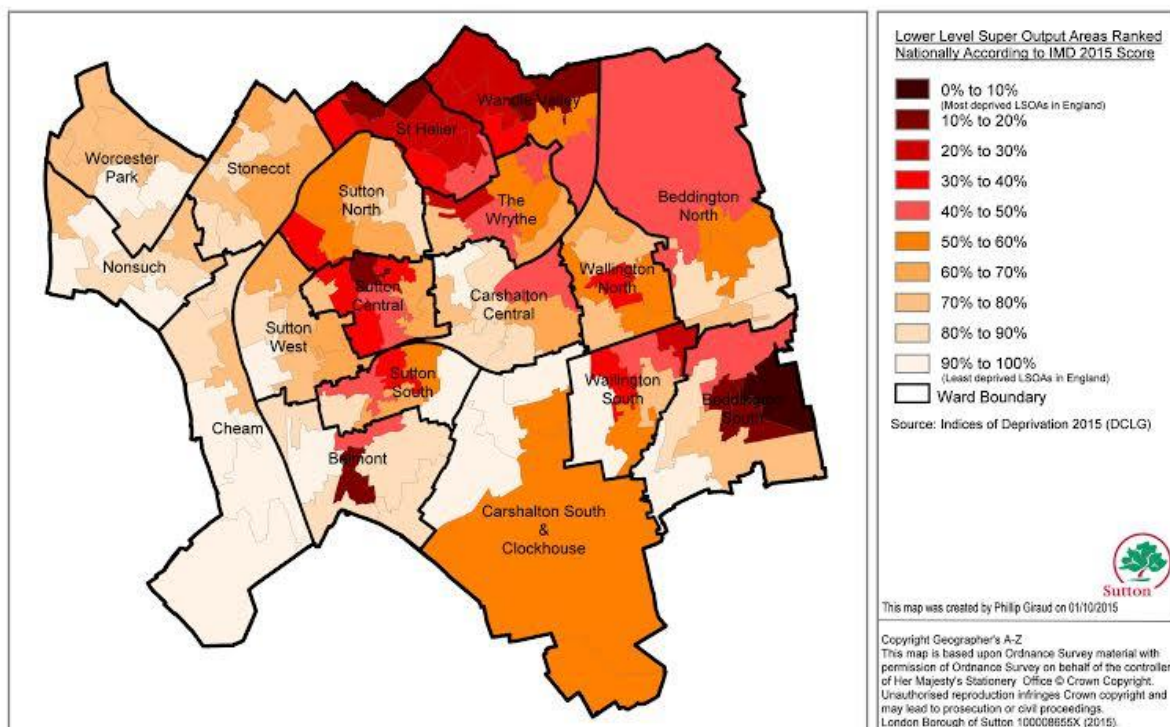 Worcester
Park
Stonecot
St Helier
Wandle Valley
Sutton
North
The
Wrythe
Beddington
North
Nonsuch
Sutton
Central
Carshalton
Central
Wallington
North
Sutton
West
Sutton
South
Wallington
South
Beddington
South
Cheam
Belmont
Carshalton South
&
Clockhouse
Lower Level Super Output Areas Ranked
Nationally According to IMD 2015 Score
0% to 10%
(Most deprived LSOAs in England)
10% to 20%
20% to 30%
30% to 40%
40% to 50%
50% to 60%
60% to 70%
70% to 80%
80% to 90%
90% to 100%
(Least deprived LSOAs in England)
Ward Boundary
Source: Indices of Deprivation 2015 (DCLG)
Sutton
This map was created by Phillip Giraud on 01/10/2015
Copyright Geographer's A-Z
This map is based upon Ordnance Survey material with
permission of Ordnance Survey on behalf of the controller
of Her Majesty's Stationery Office © Crown Copyright.
Unauthorised reproduction infringes Crown copyright and
may lead to prosecution or civil proceedings.
London Borough of Sutton 100008655X (2015).